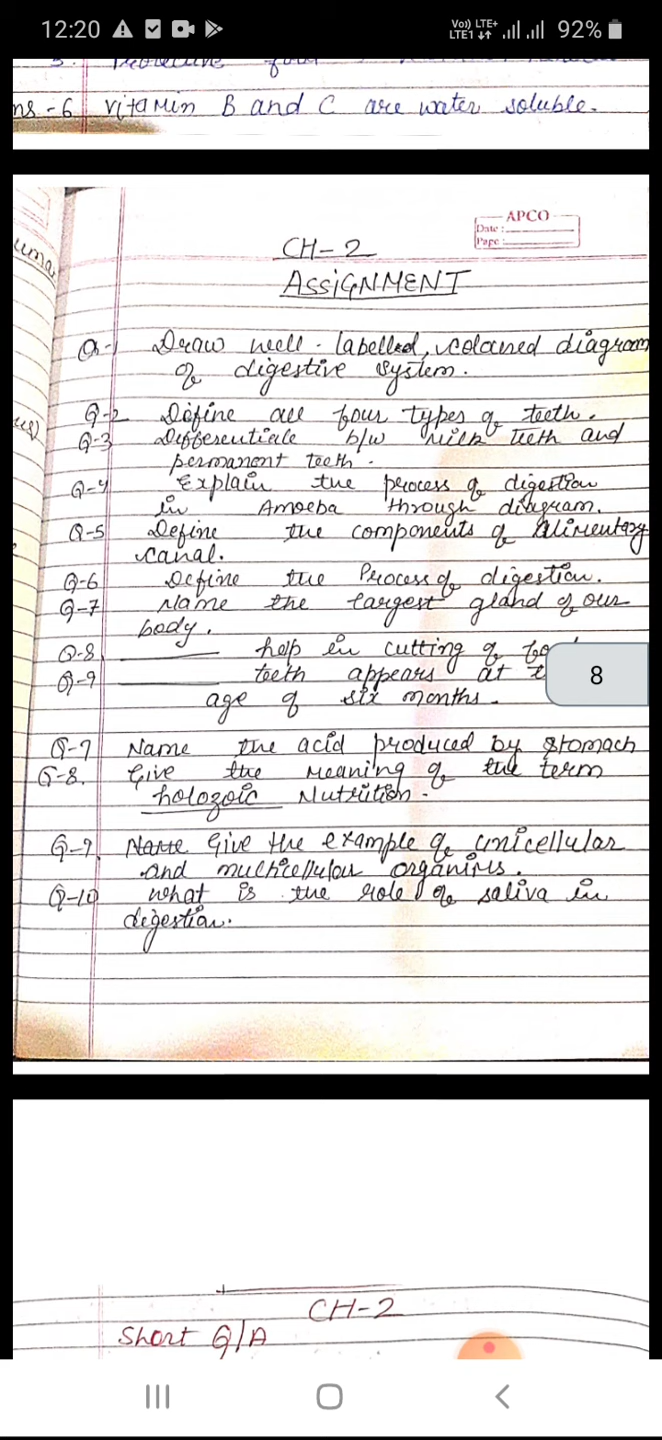 12:20
Vo)) LTE+
LTE1
92%
ns-6 vitamin B and C are water soluble.
APCO
Date :
Page :
CH-2
ASSiGNMENT
Q-1 Draw well-labelled, coloured diagram
of digestive system.
Q-2 Define all four types of teeth.
Q-3 Differentiate b/w milk teeth and
permanent teeth.
Q-4 Explain the process of digestion
in Amoeba through diagram.
Q-5 Define the components of alimentary
canal.
Q-6 Define the Process of digestion.
Q-7 Name the largest gland of our
body.
Q-8 ________ help in cutting of
Q-9 ________ teeth appears at
age of six months.
8
Q-7 Name the acid produced by stomach
Q-8. Give the meaning of the term
holozoic Nutrition.
Q-9 Name Give the example of unicellular
and multicellular organims.
Q-10 what is the role of saliva in
digestion.
CH-2
Short Q/A